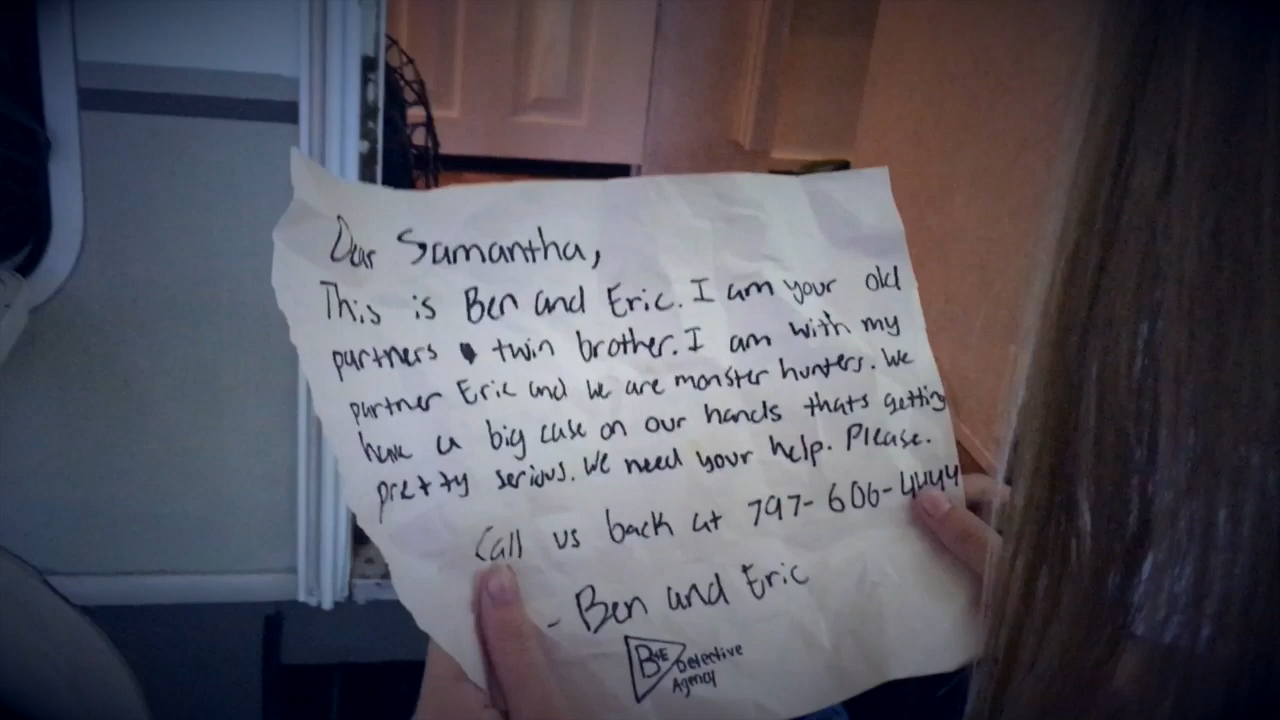 Dear Samantha,
This is Ben and Eric. I am your old
partners twin brother. I am with my
partner Eric and we are monster hunters. We
have a big case on our hands thats getting
pretty serious. We need your help. Please.
Call us back at 797-606-4444
- Ben and Eric
B&E Detective
Agency